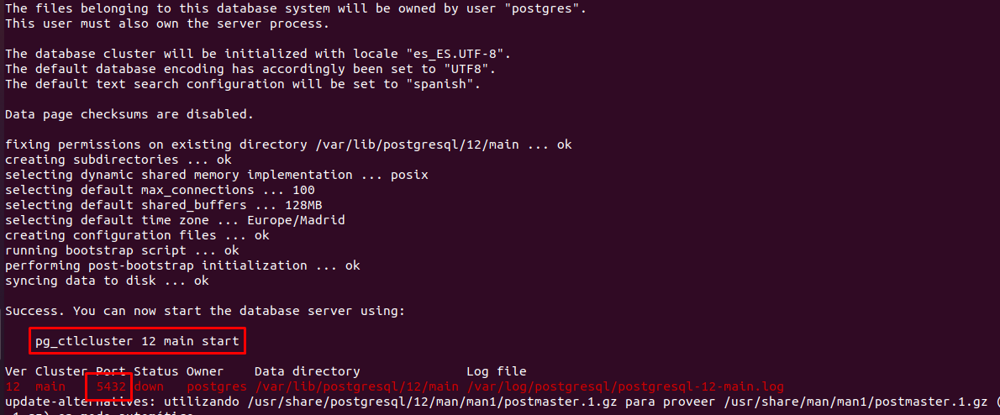 The files belonging to this database system will be owned by user "postgres".
This user must also own the server process.
The database cluster will be initialized with locale "es_ES.UTF-8".
The default database encoding has accordingly been set to "UTF8".
The default text search configuration will be set to "spanish".
Data page checksums are disabled.
fixing permissions on existing directory /var/lib/postgresql/12/main ... ok
creating subdirectories ... ok
selecting dynamic shared memory implementation ... posix
selecting default max_connections ... 100
selecting default shared_buffers ... 128MB
selecting default time zone ... Europe/Madrid
creating configuration files ... ok
running bootstrap script ... ok
performing post-bootstrap initialization ... ok
syncing data to disk ... ok
Success. You can now start the database server using:
pg_ctlcluster 12 main start
Ver Cluster Port Status Owner Data directory Log file
12 main 5432 down postgres /var/lib/postgresql/12/main /var/log/postgresql/postgresql-12-main.log
update-alternatives: utilizando /usr/share/postgresql/12/man/man1/postmaster.1.gz para proveer /usr/share/man/man1/postmaster.1.gz (